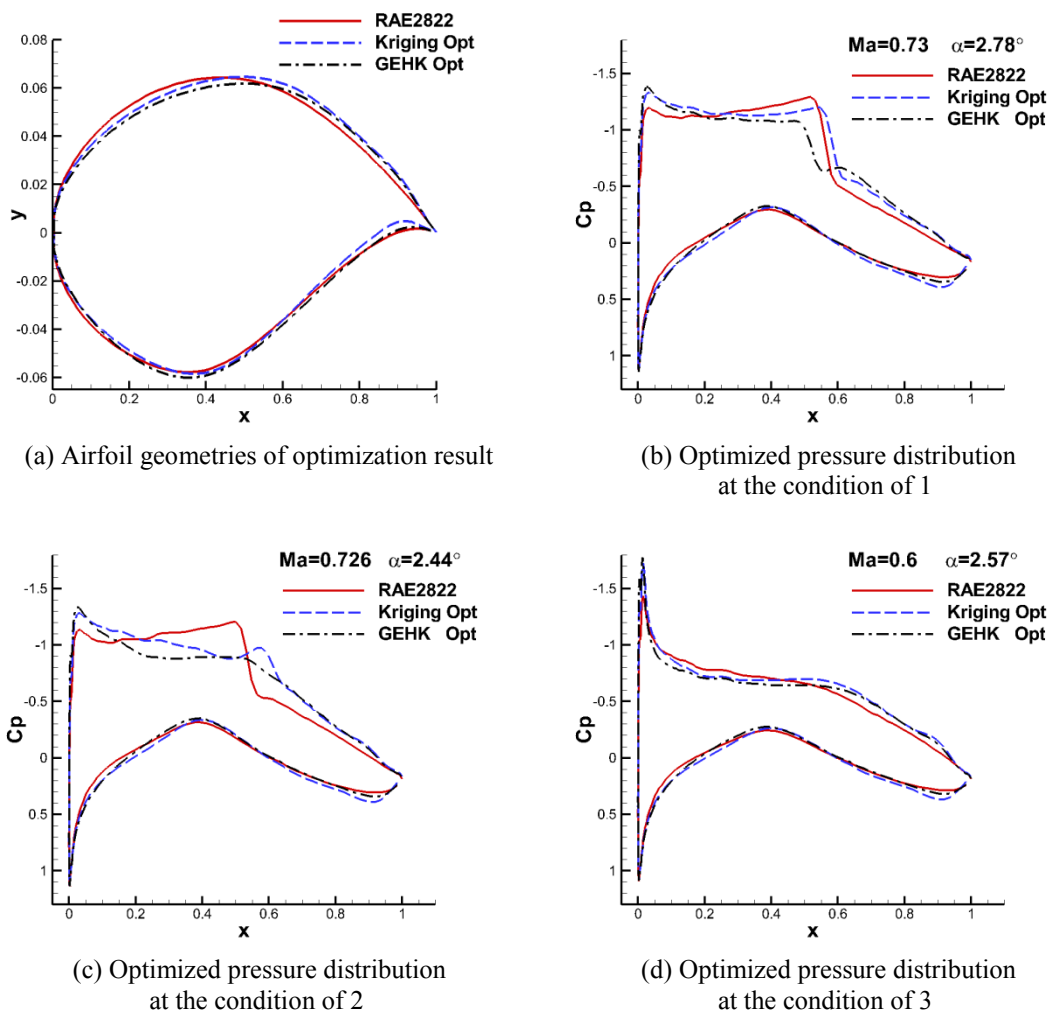 RAE2822
Kriging Opt
GEHK Opt
0.08
0.06
0.04
0.02
0
-0.02
-0.04
-0.06
y
0 0.2 0.4 0.6 0.8 1
x
(a) Airfoil geometries of optimization result
Ma=0.73 α=2.78°
RAE2822
Kriging Opt
GEHK Opt
-1.5
-1
-0.5
0
0.5
1
Cp
0 0.2 0.4 0.6 0.8 1
x
(b) Optimized pressure distribution
at the condition of 1
Ma=0.726 α=2.44°
RAE2822
Kriging Opt
GEHK Opt
-1.5
-1
-0.5
0
0.5
1
Cp
0 0.2 0.4 0.6 0.8 1
x
(c) Optimized pressure distribution
at the condition of 2
Ma=0.6 α=2.57°
RAE2822
Kriging Opt
GEHK Opt
-1.5
-1
-0.5
0
0.5
1
Cp
0 0.2 0.4 0.6 0.8 1
x
(d) Optimized pressure distribution
at the condition of 3